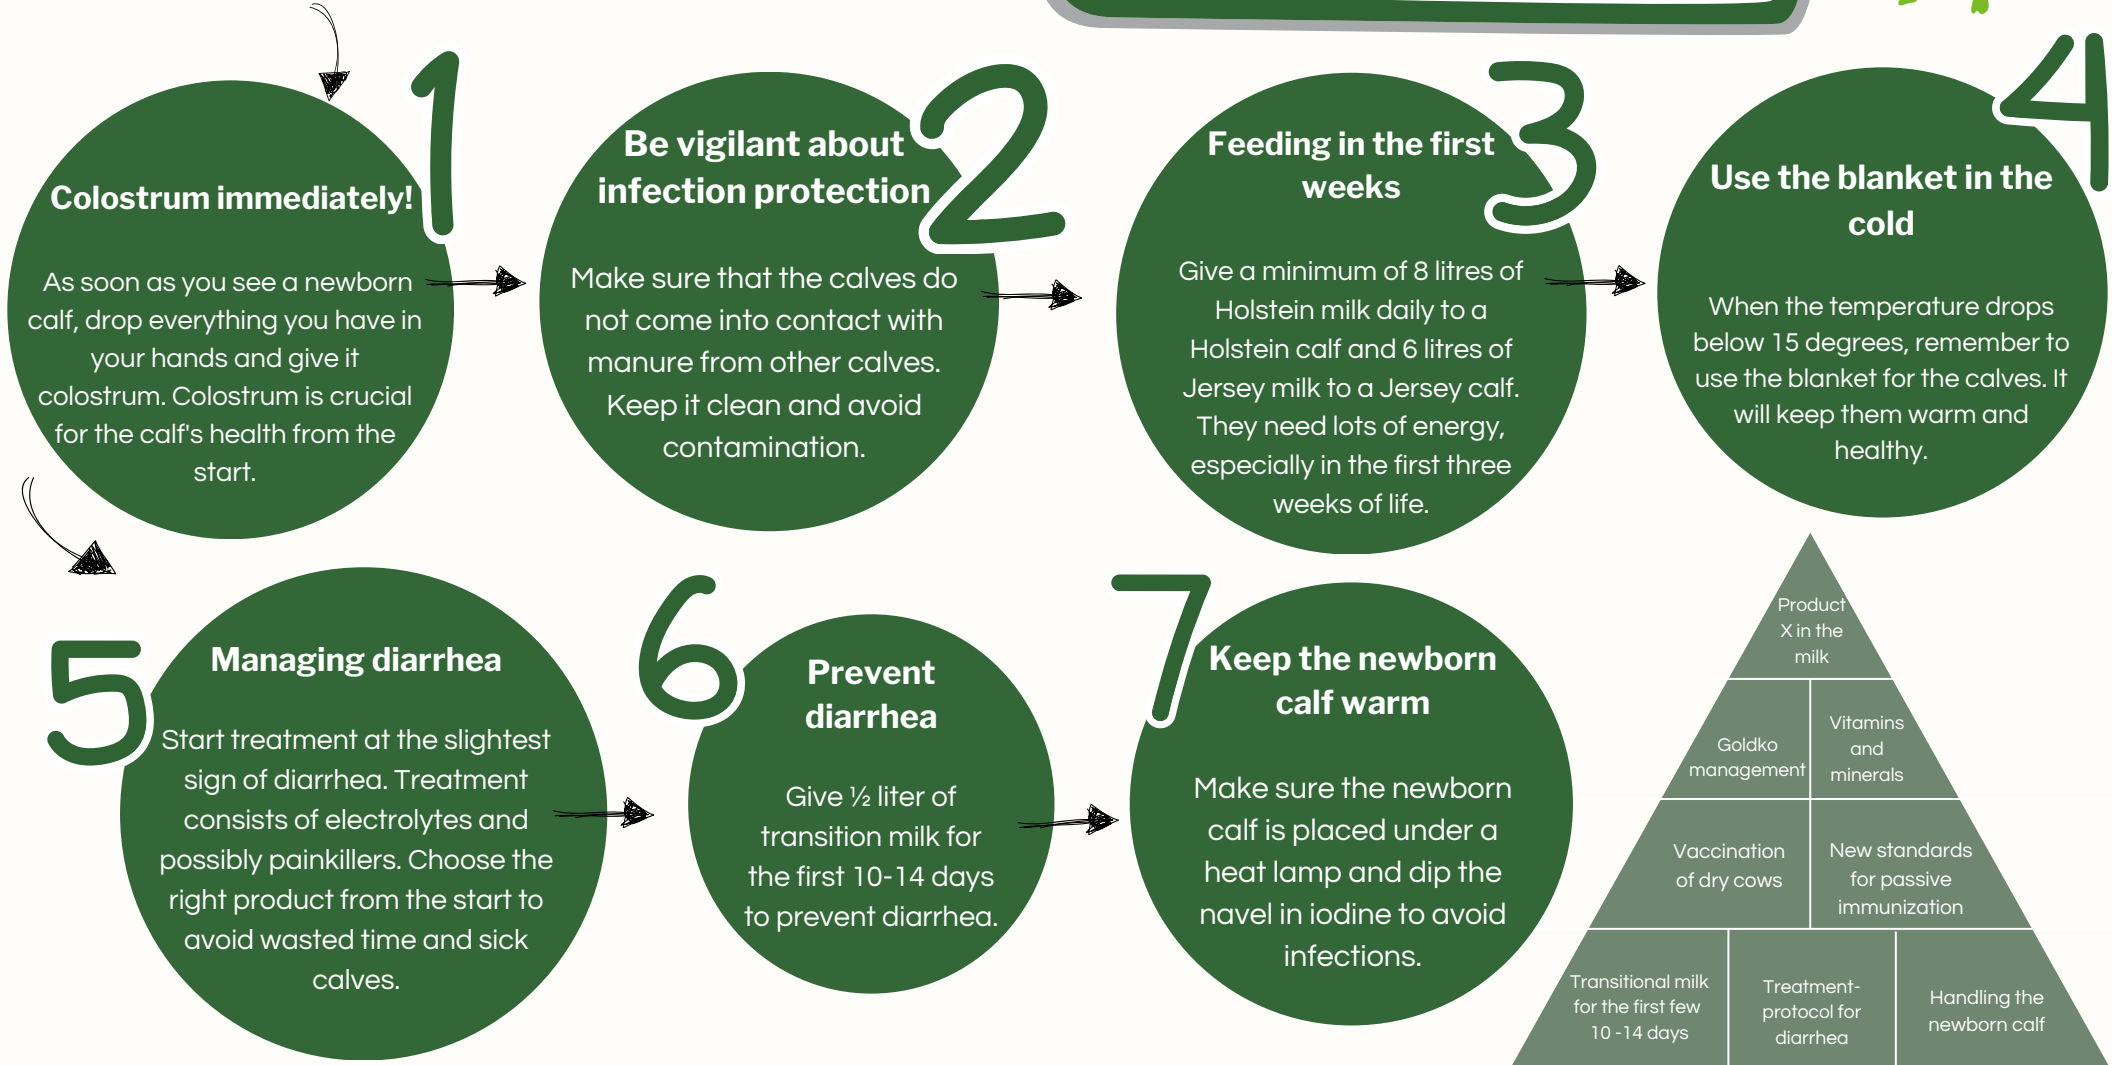 1
Colostrum immediately!
As soon as you see a newborn
calf, drop everything you have in
your hands and give it
colostrum. Colostrum is crucial
for the calf's health from the
start.
2
Be vigilant about
infection protection
Make sure that the calves do
not come into contact with
manure from other calves.
Keep it clean and avoid
contamination.
3
Feeding in the first
weeks
Give a minimum of 8 litres of
Holstein milk daily to a
Holstein calf and 6 litres of
Jersey milk to a Jersey calf.
They need lots of energy,
especially in the first three
weeks of life.
4
Use the blanket in the
cold
When the temperature drops
below 15 degrees, remember to
use the blanket for the calves. It
will keep them warm and
healthy.
5
Managing diarrhea
Start treatment at the slightest
sign of diarrhea. Treatment
consists of electrolytes and
possibly painkillers. Choose the
right product from the start to
avoid wasted time and sick
calves.
6
Prevent
diarrhea
Give ½ liter of
transition milk for
the first 10-14 days
to prevent diarrhea.
7
Keep the newborn
calf warm
Make sure the newborn
calf is placed under a
heat lamp and dip the
navel in iodine to avoid
infections.
Product
X in the
milk
Goldko
management
Vitamins
and
minerals
Vaccination
of dry cows
New standards
for passive
immunization
Transitional milk
for the first few
10 -14 days
Treatment-
protocol for
diarrhea
Handling the
newborn calf